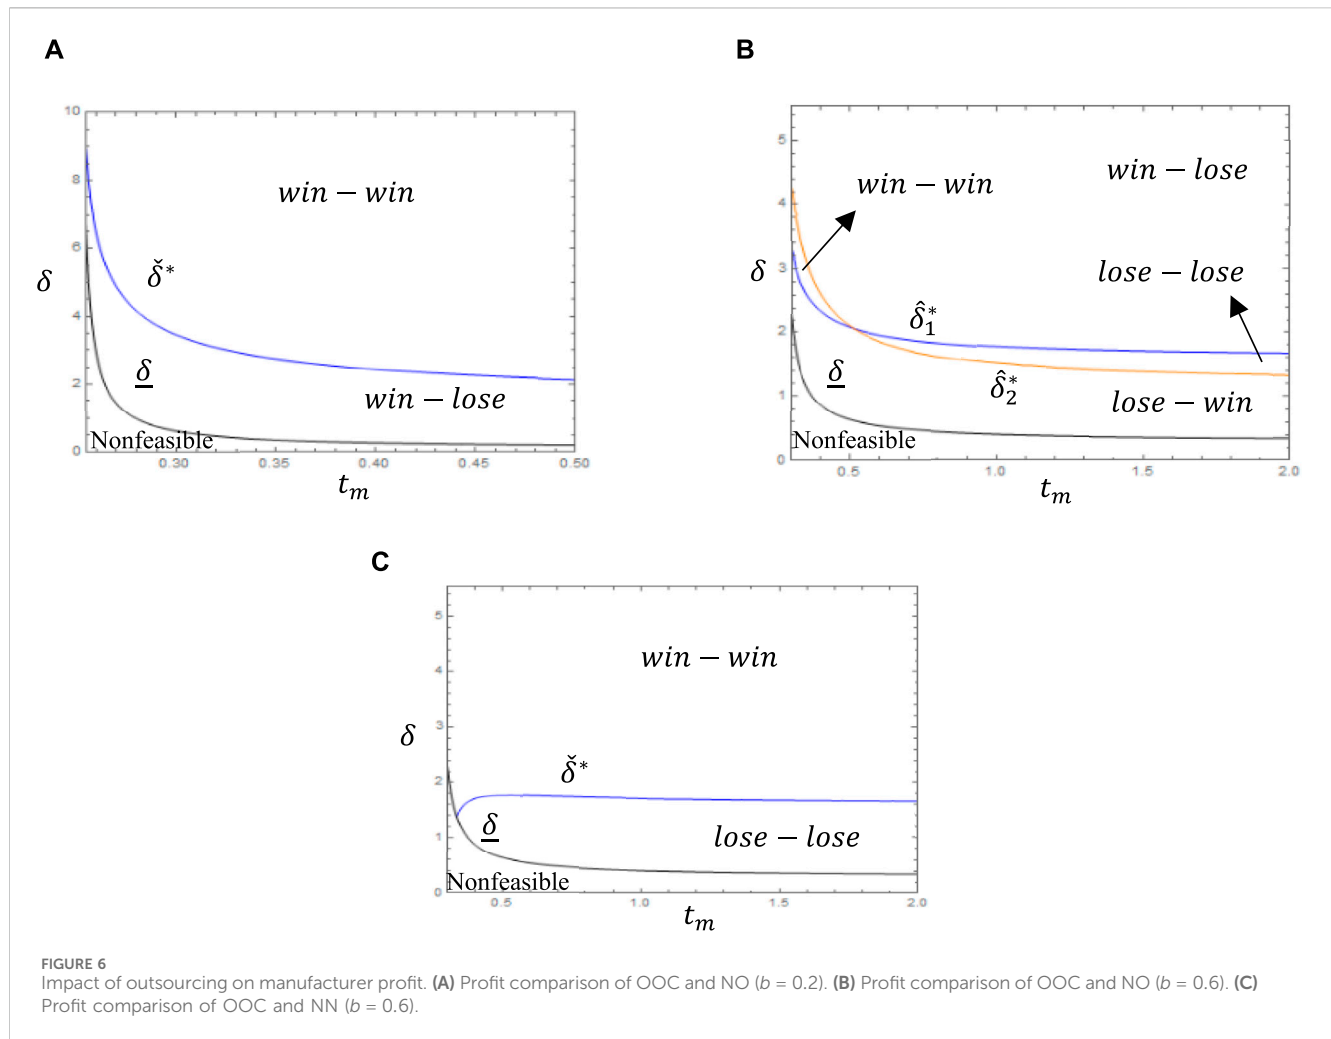 A
10
8
6
4
2
0
δ
win − win
δ̌*
δ
win − lose
Nonfeasible
0.30
0.35
0.40
0.45
0.50
t_m
B
5
4
3
2
1
0
δ
win − win
win − lose
lose − lose
δ̂₁*
δ
δ̂₂*
lose − win
Nonfeasible
0.5
1.0
1.5
2.0
t_m
C
5
4
3
2
1
0
δ
win − win
δ̌*
δ
lose − lose
Nonfeasible
0.5
1.0
1.5
2.0
t_m
FIGURE 6
Impact of outsourcing on manufacturer profit. (A) Profit comparison of OOC and NO (b = 0.2). (B) Profit comparison of OOC and NO (b = 0.6). (C)
Profit comparison of OOC and NN (b = 0.6).